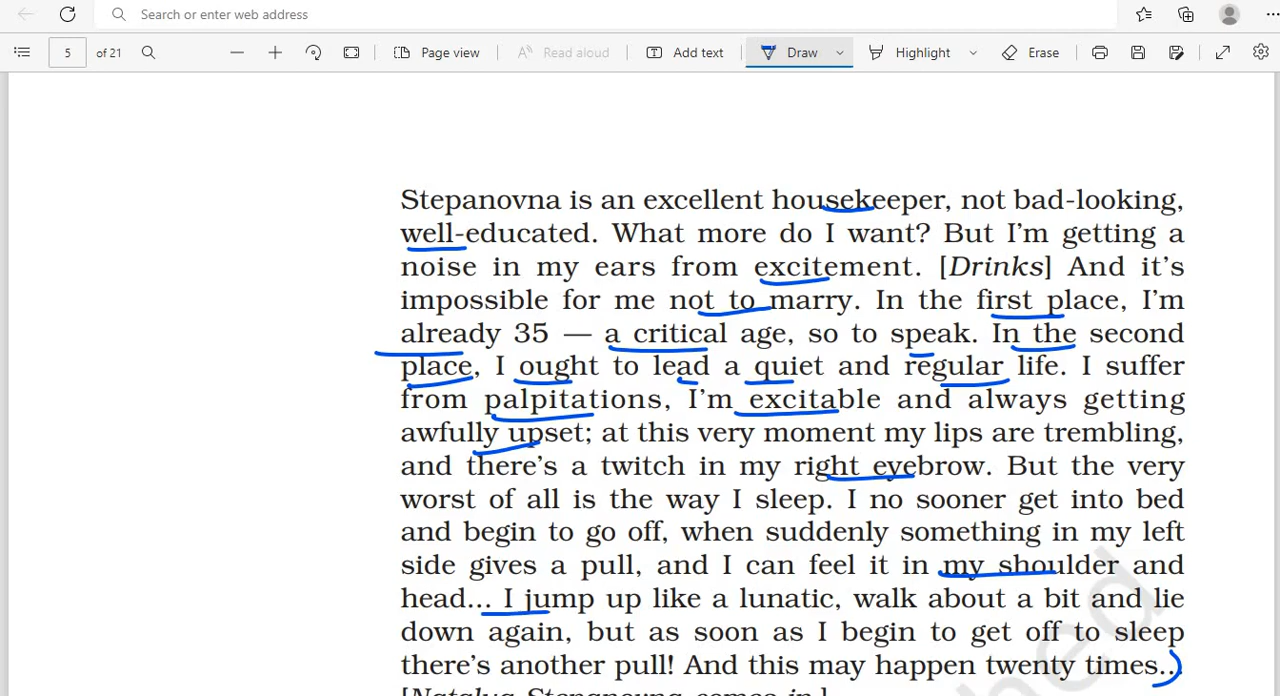 Search or enter web address
5 of 21 Page view Read aloud Add text Draw Highlight Erase
Stepanovna is an excellent housekeeper, not bad-looking,
well-educated. What more do I want? But I'm getting a
noise in my ears from excitement. [Drinks] And it's
impossible for me not to marry. In the first place, I'm
already 35 — a critical age, so to speak. In the second
place, I ought to lead a quiet and regular life. I suffer
from palpitations, I'm excitable and always getting
awfully upset; at this very moment my lips are trembling,
and there's a twitch in my right eyebrow. But the very
worst of all is the way I sleep. I no sooner get into bed
and begin to go off, when suddenly something in my left
side gives a pull, and I can feel it in my shoulder and
head... I jump up like a lunatic, walk about a bit and lie
down again, but as soon as I begin to get off to sleep
there's another pull! And this may happen twenty times...
[Natalya Stepanovna comes in.]